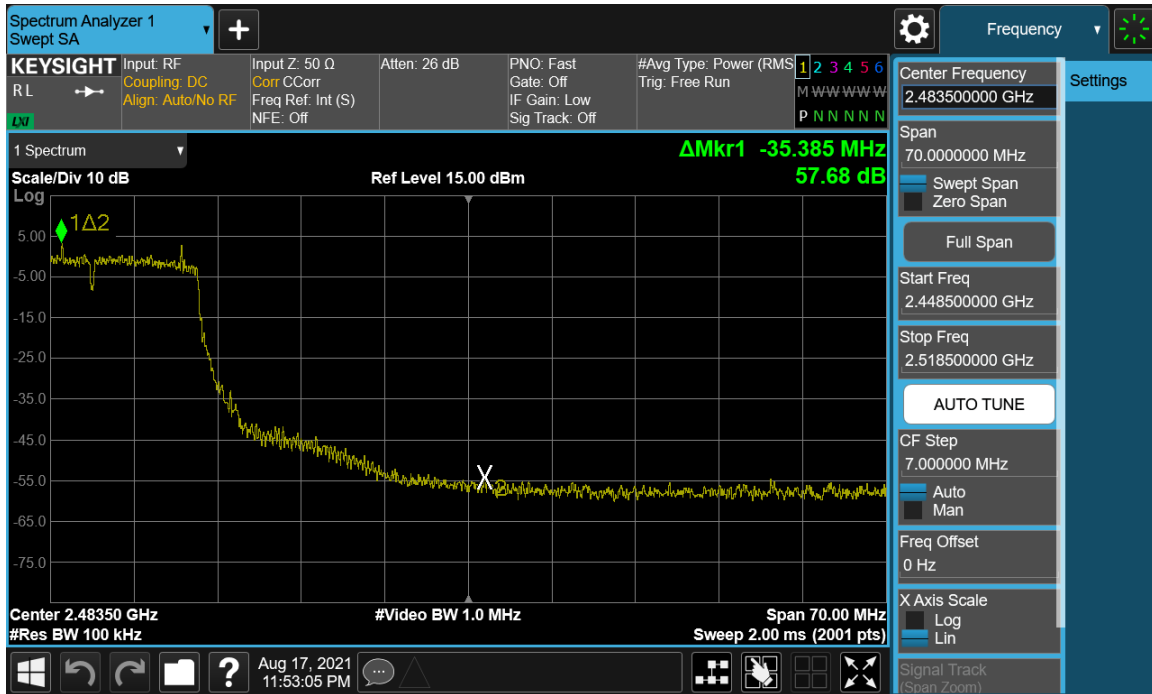 Spectrum Analyzer 1
Swept SA
Frequency
KEYSIGHT
RL
LXI
Input: RF
Coupling: DC
Align: Auto/No RF
Input Z: 50 Ω
Corr CCorr
Freq Ref: Int (S)
NFE: Off
Atten: 26 dB
PNO: Fast
Gate: Off
IF Gain: Low
Sig Track: Off
#Avg Type: Power (RMS
Trig: Free Run
1 2 3 4 5 6
M W W W W W
P N N N N N
1 Spectrum
Scale/Div 10 dB
Log
Ref Level 15.00 dBm
ΔMkr1 -35.385 MHz
57.68 dB
1Δ2
5.00
-5.00
-15.0
-25.0
-35.0
-45.0
-55.0
X2
-65.0
-75.0
Center 2.48350 GHz
#Res BW 100 kHz
#Video BW 1.0 MHz
Span 70.00 MHz
Sweep 2.00 ms (2001 pts)
?
Aug 17, 2021
11:53:05 PM
Center Frequency
2.483500000 GHz
Settings
Span
70.0000000 MHz
Swept Span
Zero Span
Full Span
Start Freq
2.448500000 GHz
Stop Freq
2.518500000 GHz
AUTO TUNE
CF Step
7.000000 MHz
Auto
Man
Freq Offset
0 Hz
X Axis Scale
Log
Lin
Signal Track
(Span Zoom)